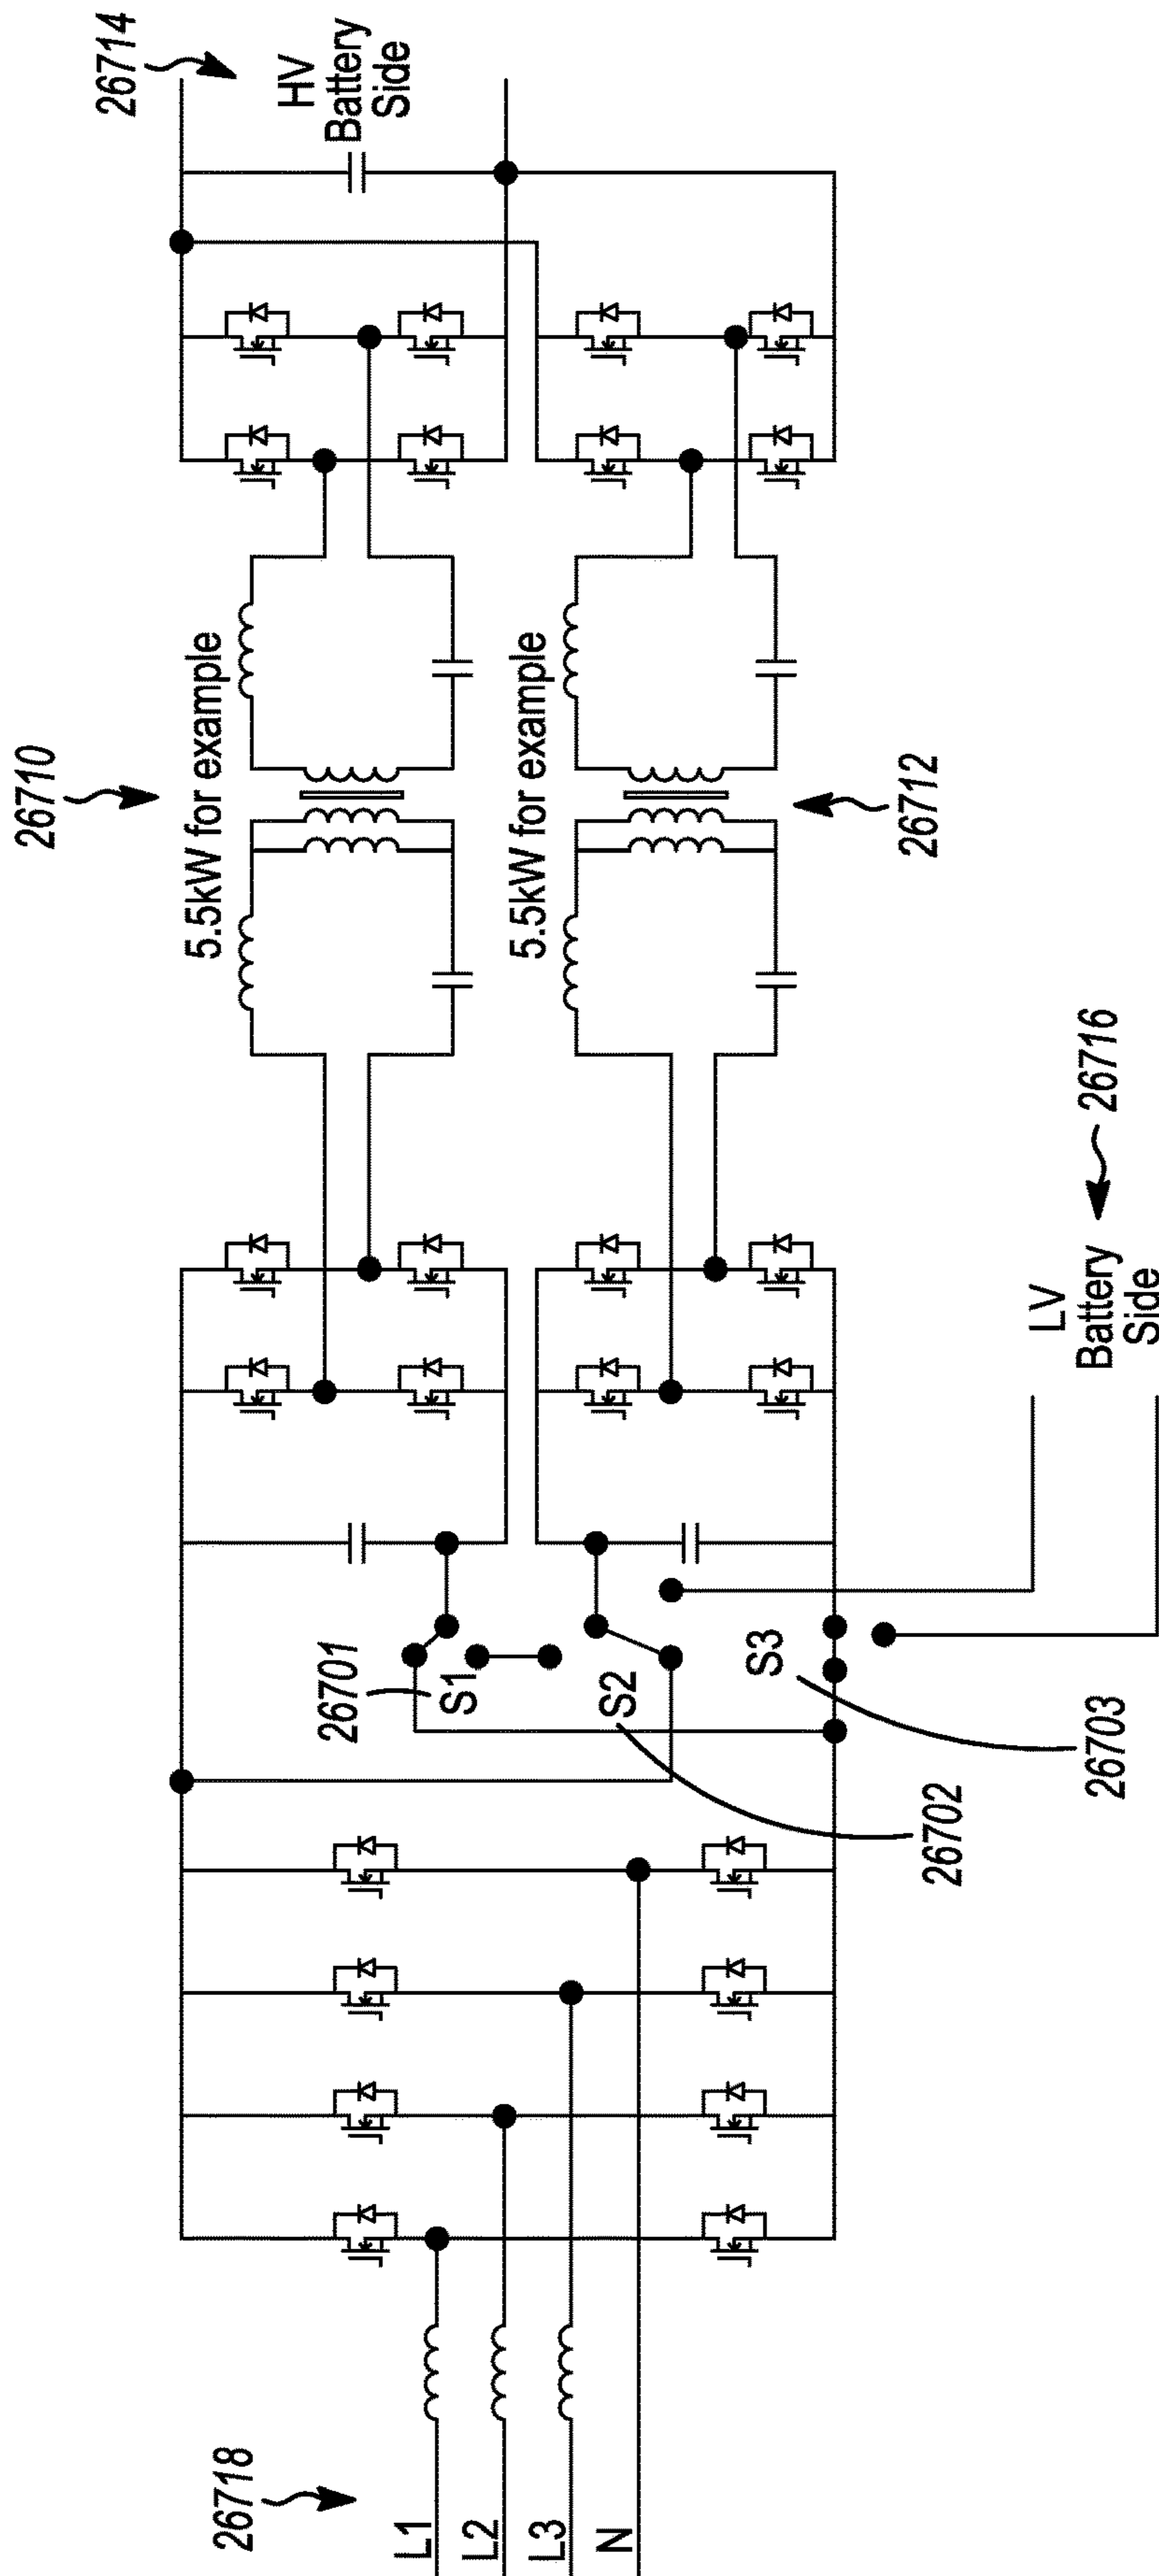 26718
L1
L2
L3
N
26701
S1
S2
S3
26702
26703
26710
5.5kW for example
5.5kW for example
26712
26714
HV
Battery
Side
LV
Battery
Side
26716